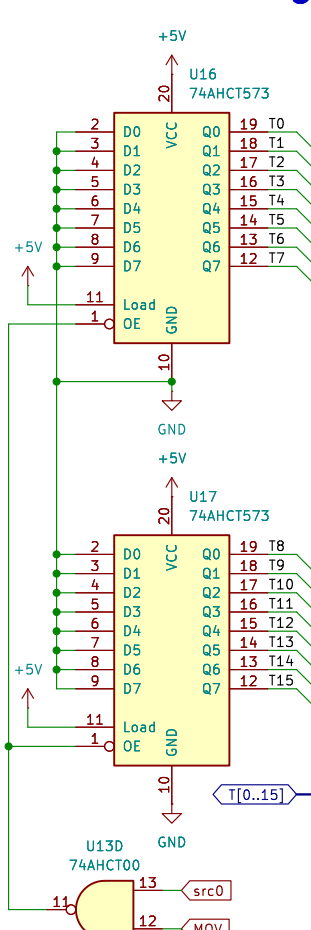 +5V
U16
74AHCT573
20
VCC
2 D0 Q0 19 T0
3 D1 Q1 18 T1
4 D2 Q2 17 T2
5 D3 Q3 16 T3
6 D4 Q4 15 T4
7 D5 Q5 14 T5
8 D6 Q6 13 T6
9 D7 Q7 12 T7
+5V
11 Load
1 OE
GND
10
GND
+5V
U17
74AHCT573
20
VCC
2 D0 Q0 19 T8
3 D1 Q1 18 T9
4 D2 Q2 17 T10
5 D3 Q3 16 T11
6 D4 Q4 15 T12
7 D5 Q5 14 T13
8 D6 Q6 13 T14
9 D7 Q7 12 T15
+5V
11 Load
1 OE
GND
10
T[0..15]
GND
U13D
74AHCT00
11 13 src0
12 MOV